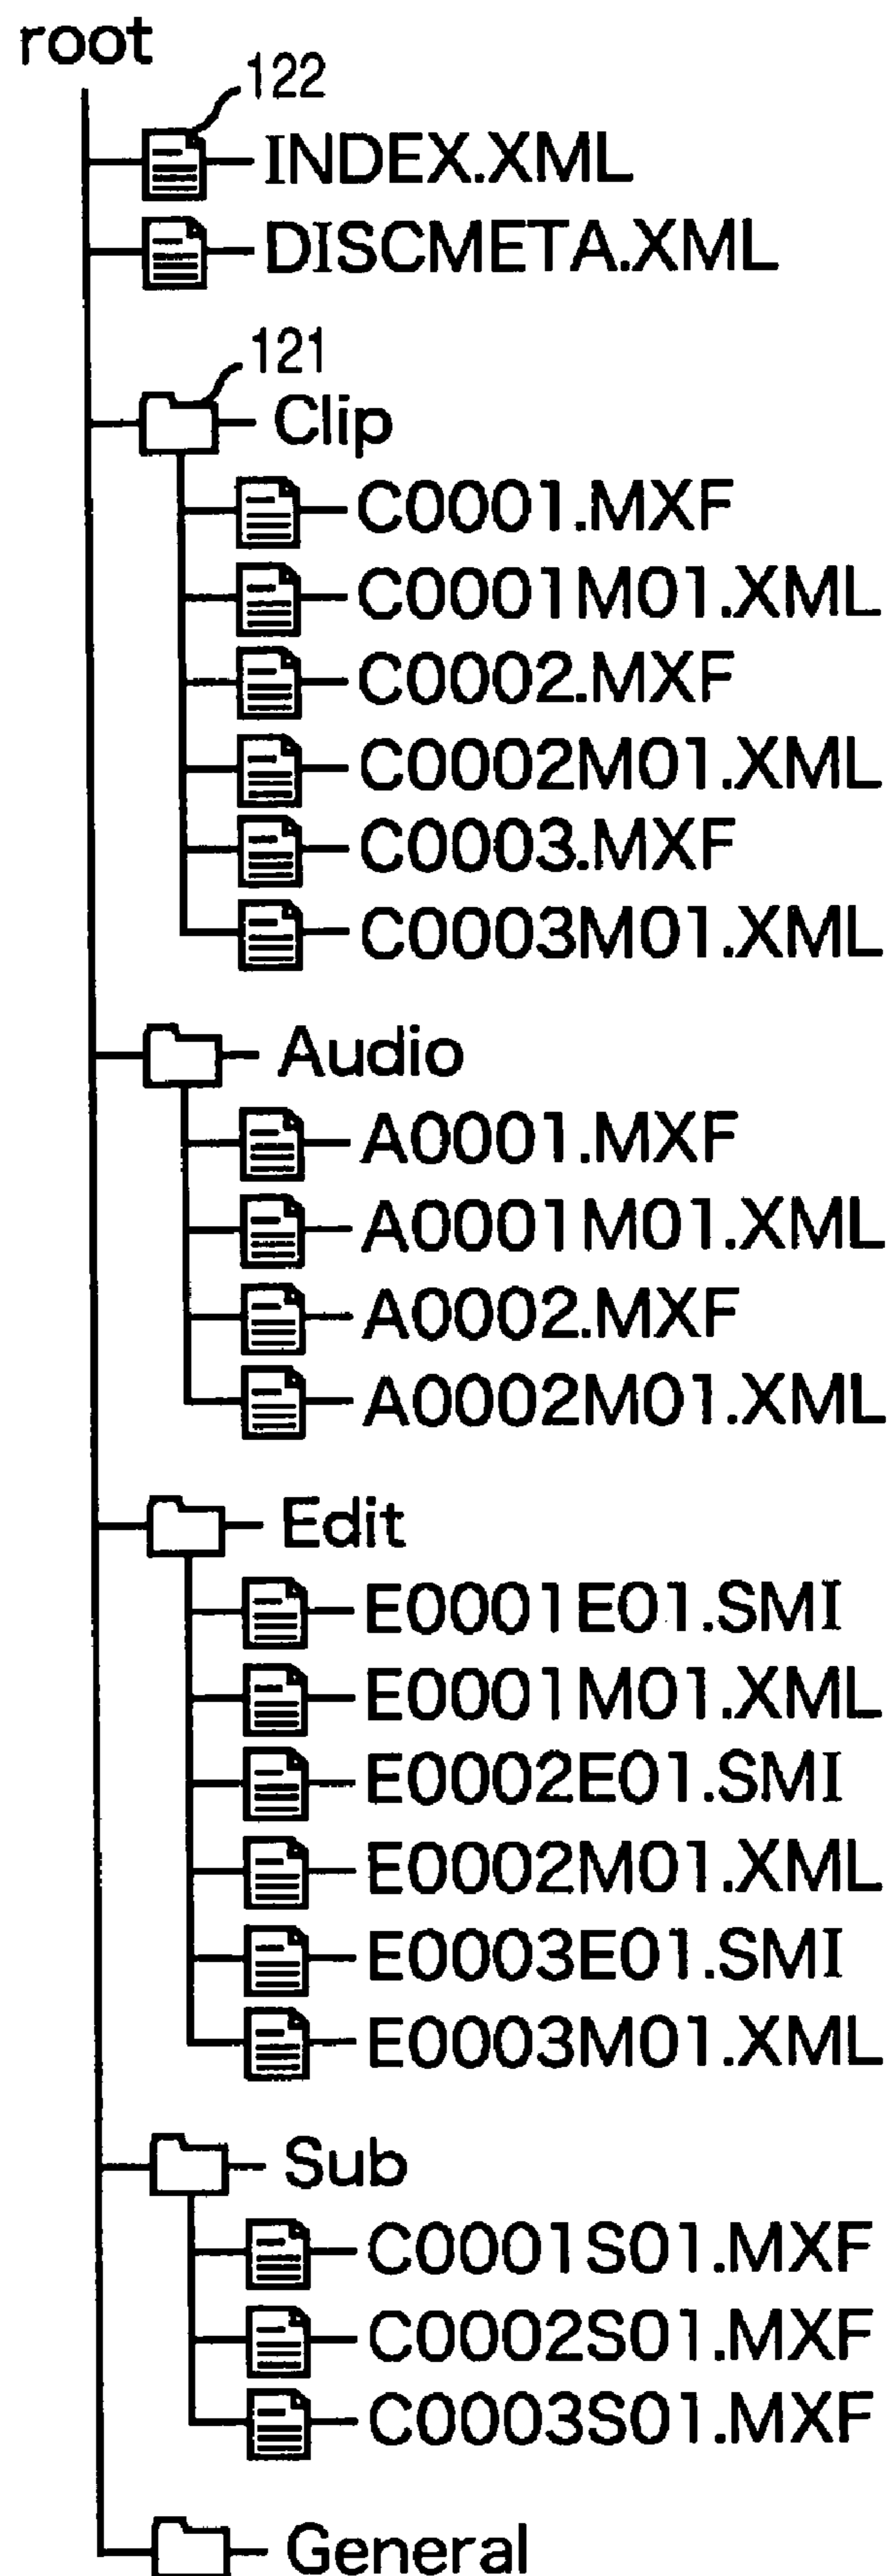 root
122
INDEX.XML
DISCMETA.XML
121
Clip
C0001.MXF
C0001M01.XML
C0002.MXF
C0002M01.XML
C0003.MXF
C0003M01.XML
Audio
A0001.MXF
A0001M01.XML
A0002.MXF
A0002M01.XML
Edit
E0001E01.SMI
E0001M01.XML
E0002E01.SMI
E0002M01.XML
E0003E01.SMI
E0003M01.XML
Sub
C0001S01.MXF
C0002S01.MXF
C0003S01.MXF
General